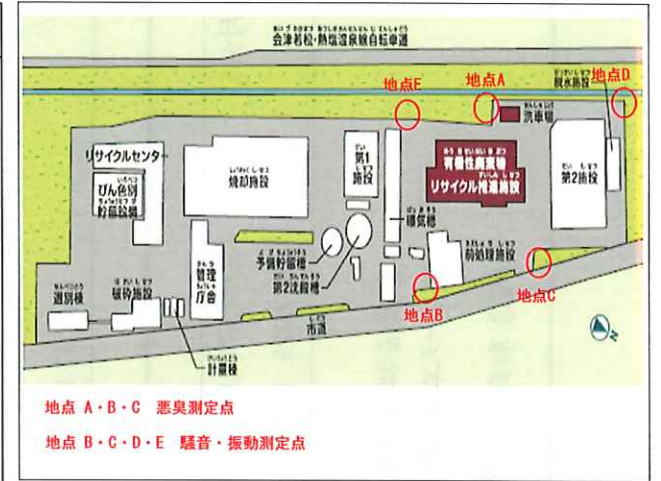 会津若松・熱塩温泉線自転車道
地点E
地点A
脱水施設
地点D
洗車場
リサイクルセンター
びん色別
貯留設備
焼却施設
第1
施設
有機性廃棄物
リサイクル推進施設
第2施設
曝気槽
予備貯留槽
第2沈殿槽
管理
庁舎
前処理施設
選別棟
破砕施設
地点B
地点C
市道
計量棟
N
地点 A・B・C 悪臭測定点
地点 B・C・D・E 騒音・振動測定点